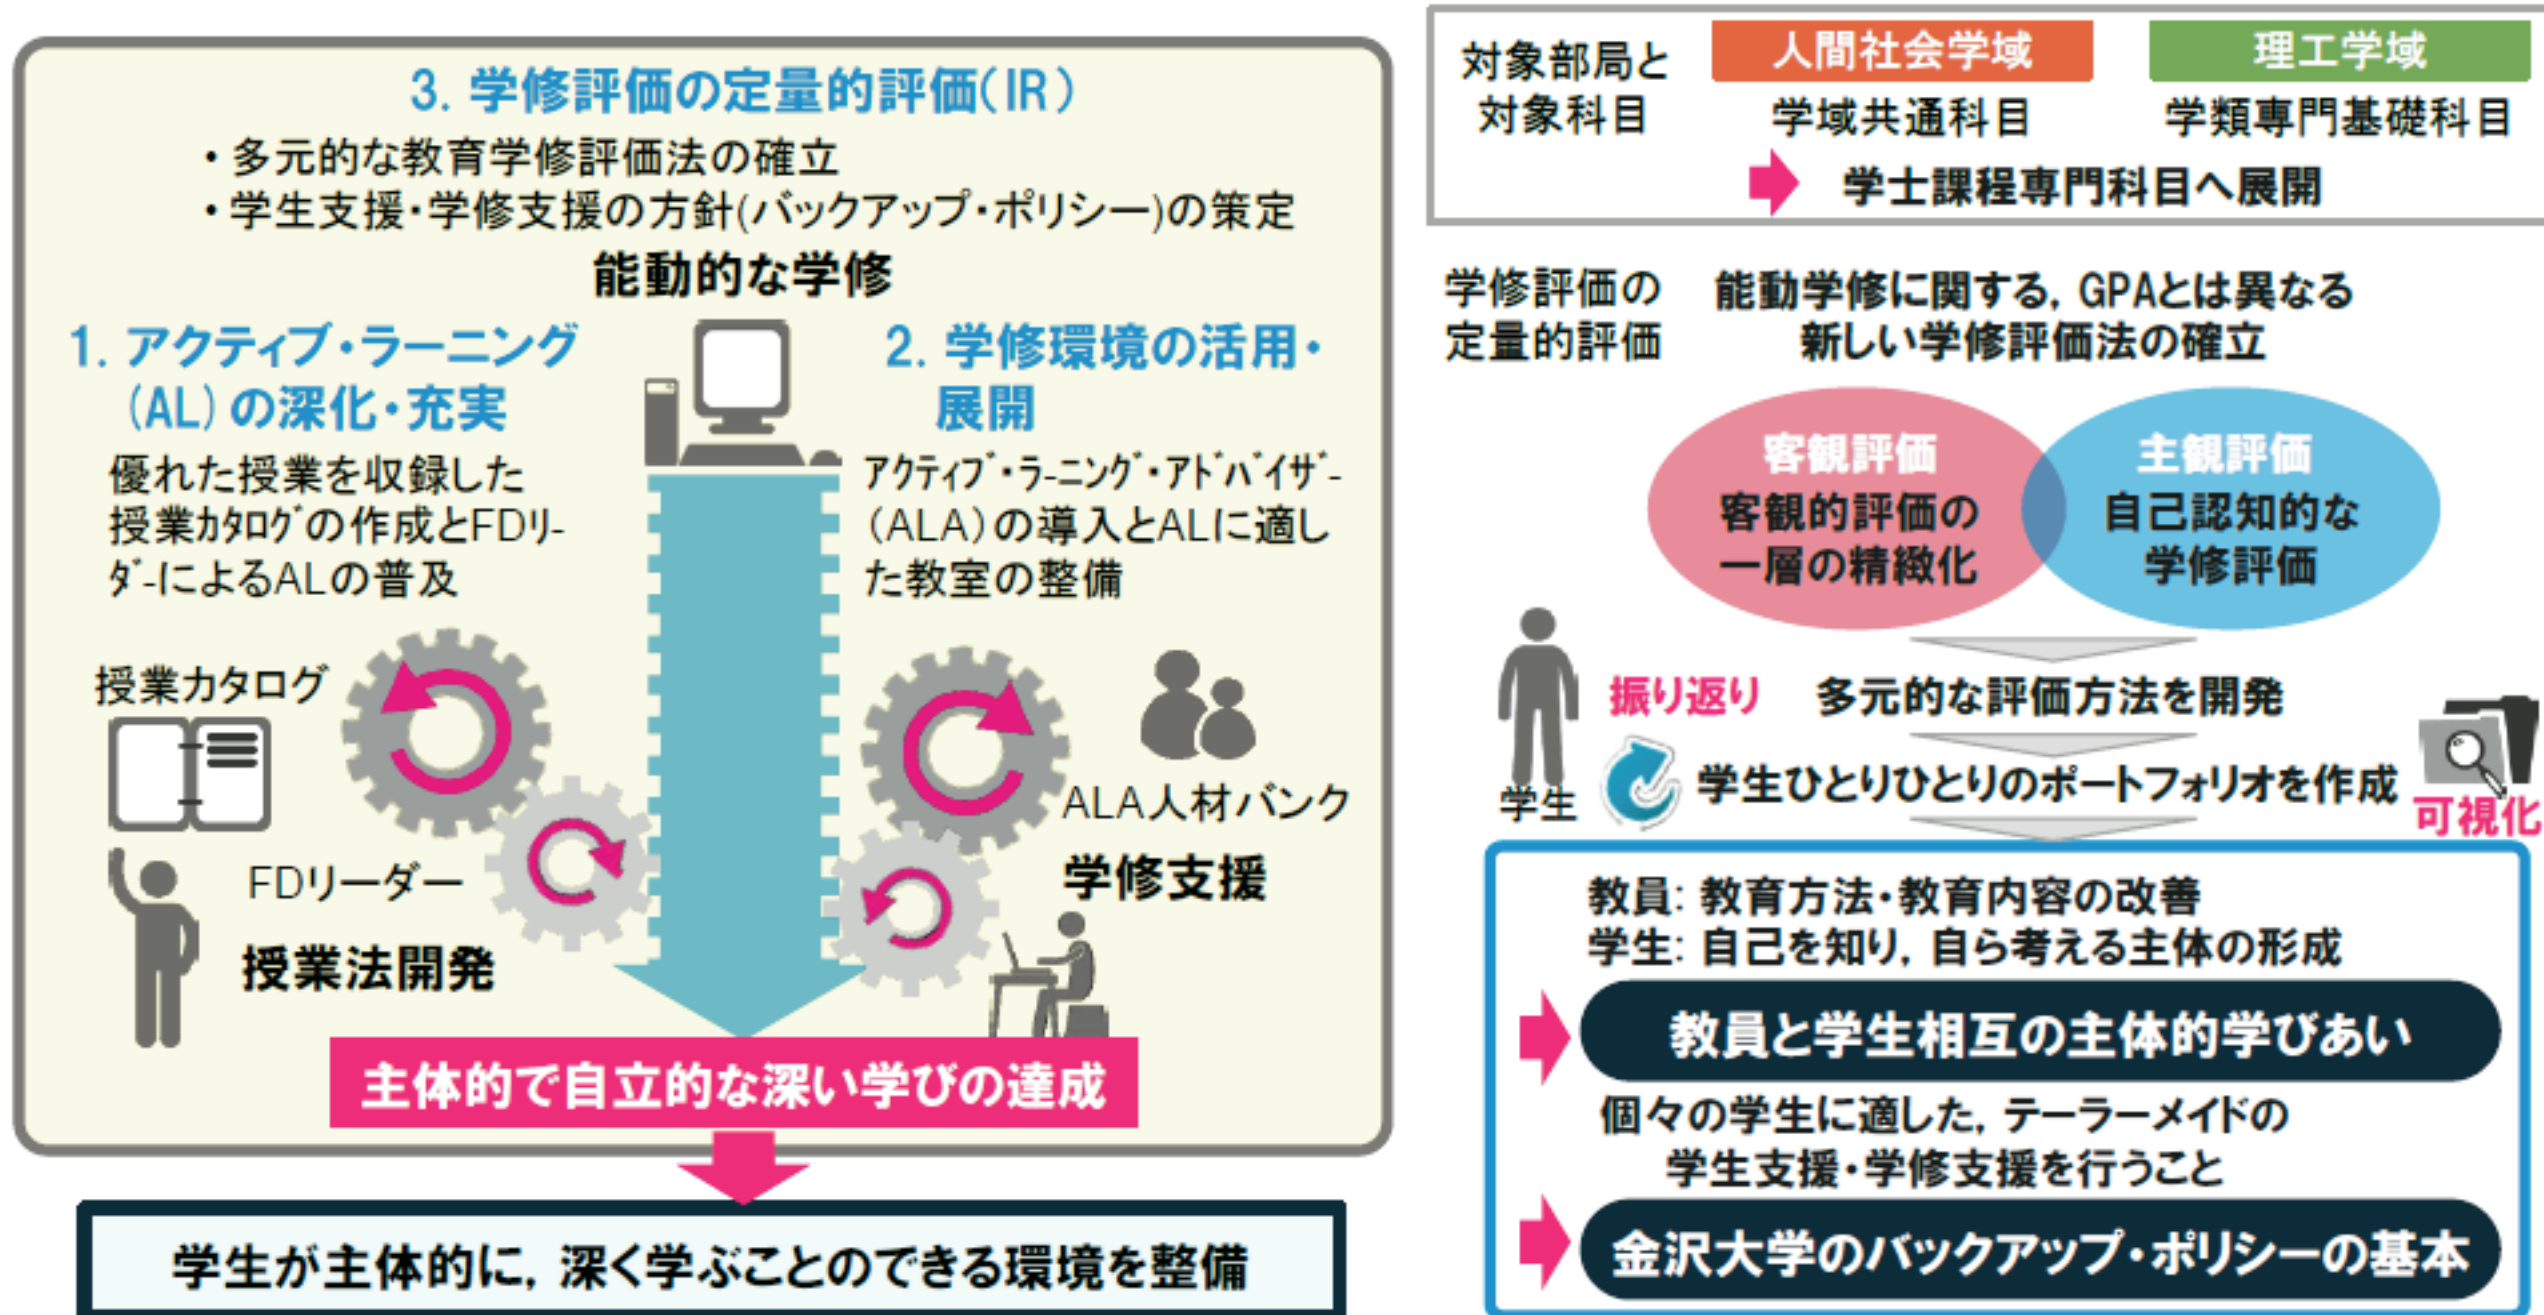 3. 学修評価の定量的評価(IR)
・多元的な教育学修評価法の確立
・学生支援・学修支援の方針(バックアップ・ポリシー)の策定
能動的な学修
1. アクティブ・ラーニング
(AL)の深化・充実
優れた授業を収録した
授業ｶﾀﾛｸﾞの作成とFDﾘｰ
ﾀﾞｰによるALの普及
授業カタログ
FDリーダー
授業法開発
2. 学修環境の活用・
展開
ｱｸﾃｨﾌﾞ・ﾗｰﾆﾝｸﾞ・ｱﾄﾞﾊﾞｲｻﾞｰ
(ALA)の導入とALに適し
た教室の整備
ALA人材バンク
学修支援
主体的で自立的な深い学びの達成
学生が主体的に, 深く学ぶことのできる環境を整備
対象部局と
対象科目
人間社会学域
理工学域
学域共通科目
学類専門基礎科目
学士課程専門科目へ展開
学修評価の
定量的評価
能動学修に関する, GPAとは異なる
新しい学修評価法の確立
客観評価
客観的評価の
一層の精緻化
主観評価
自己認知的な
学修評価
振り返り
多元的な評価方法を開発
学生
学生ひとりひとりのポートフォリオを作成
可視化
教員: 教育方法・教育内容の改善
学生: 自己を知り, 自ら考える主体の形成
教員と学生相互の主体的学びあい
個々の学生に適した, テーラーメイドの
学生支援・学修支援を行うこと
金沢大学のバックアップ・ポリシーの基本